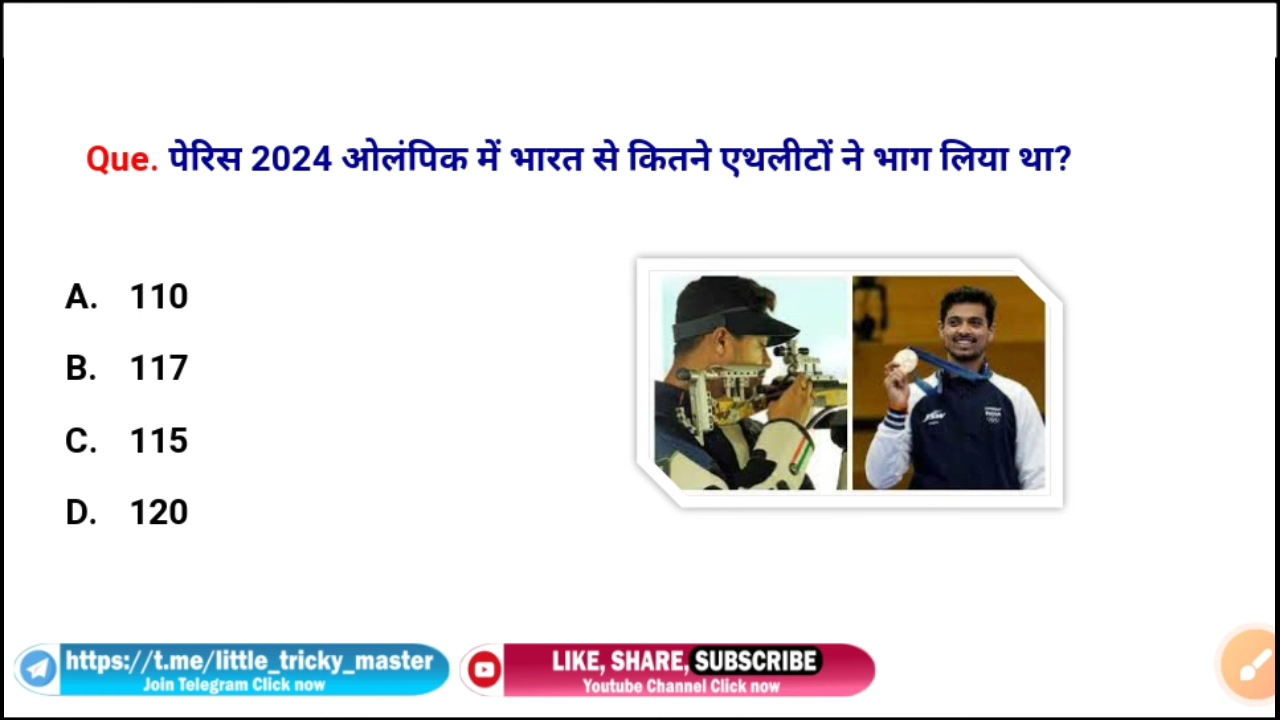 Que. पेरिस 2024 ओलंपिक में भारत से कितने एथलीटों ने भाग लिया था?
A. 110
B. 117
C. 115
D. 120
https://t.me/little_tricky_master
Join Telegram Click now
LIKE, SHARE, SUBSCRIBE
Youtube Channel Click now